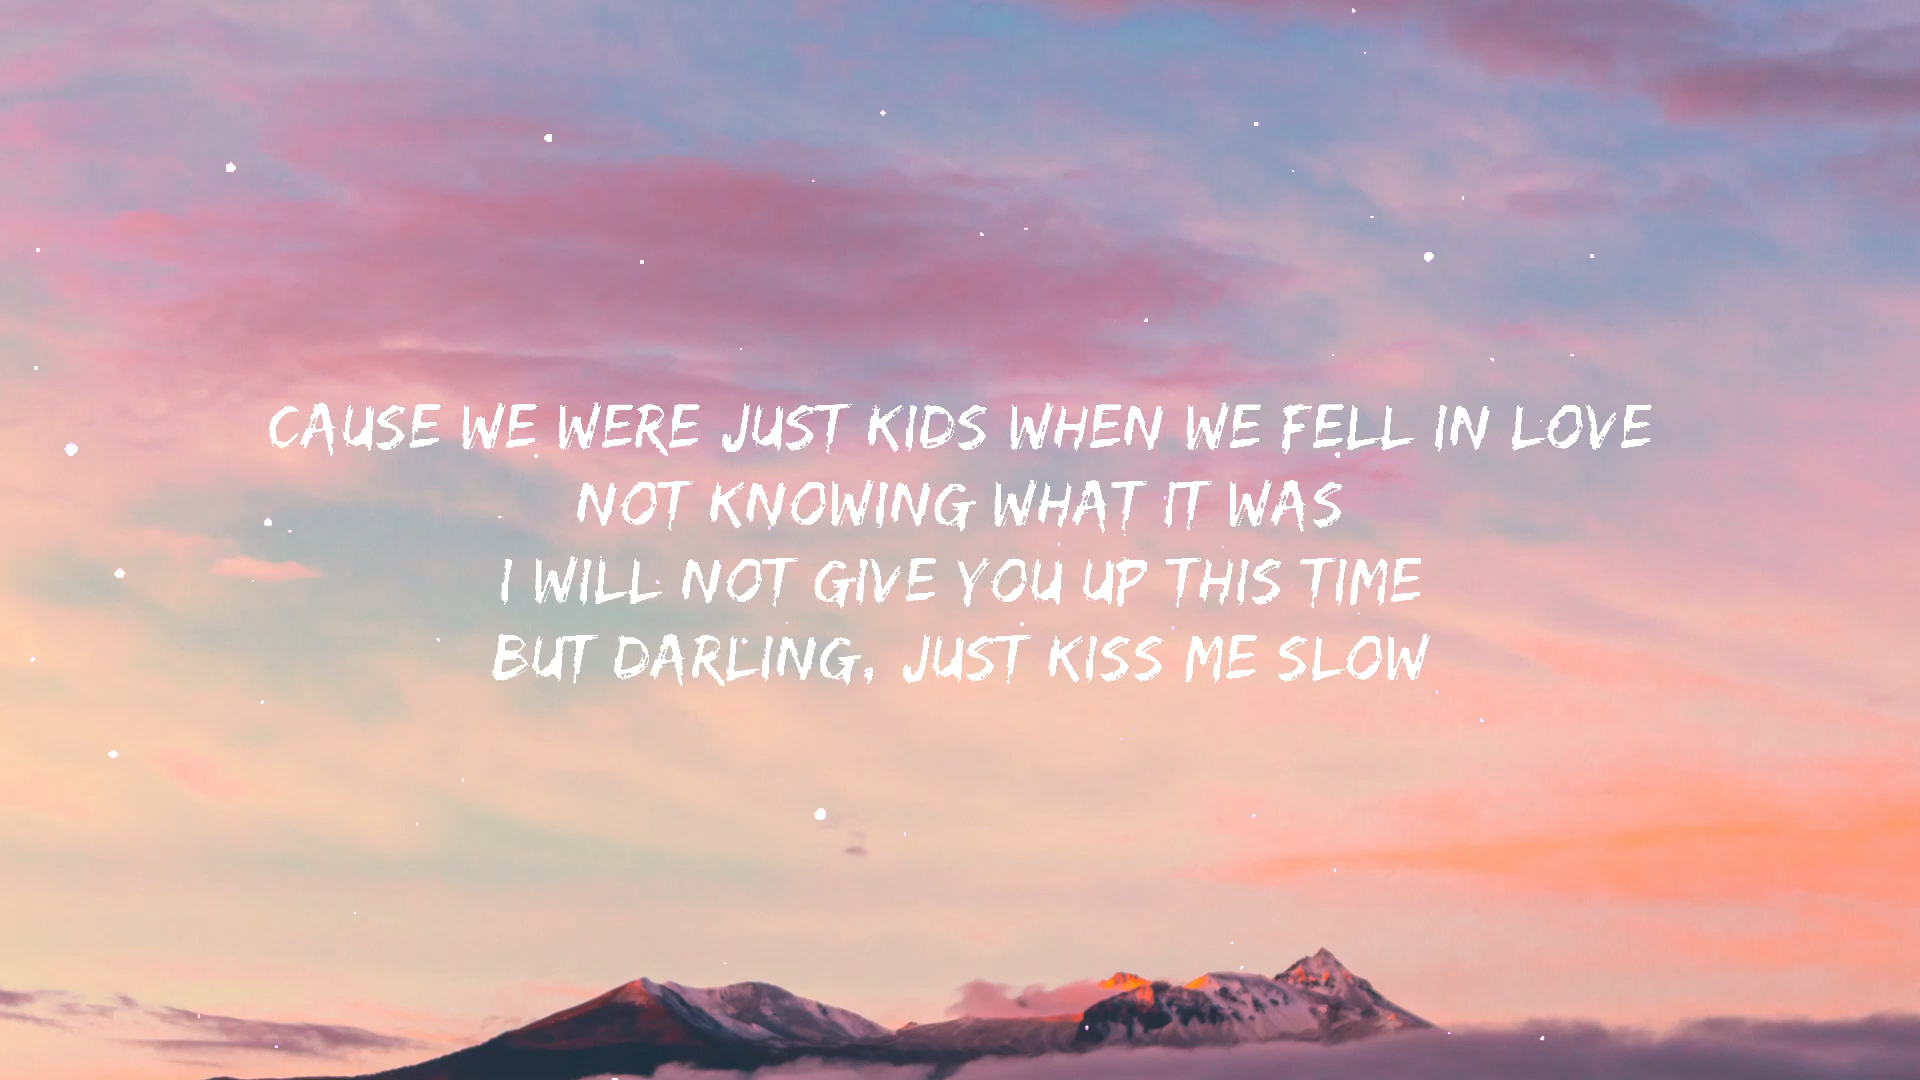 CAUSE WE WERE JUST KIDS WHEN WE FELL IN LOVE
NOT KNOWING WHAT IT WAS
I WILL NOT GIVE YOU UP THIS TIME
BUT DARLING, JUST KISS ME SLOW